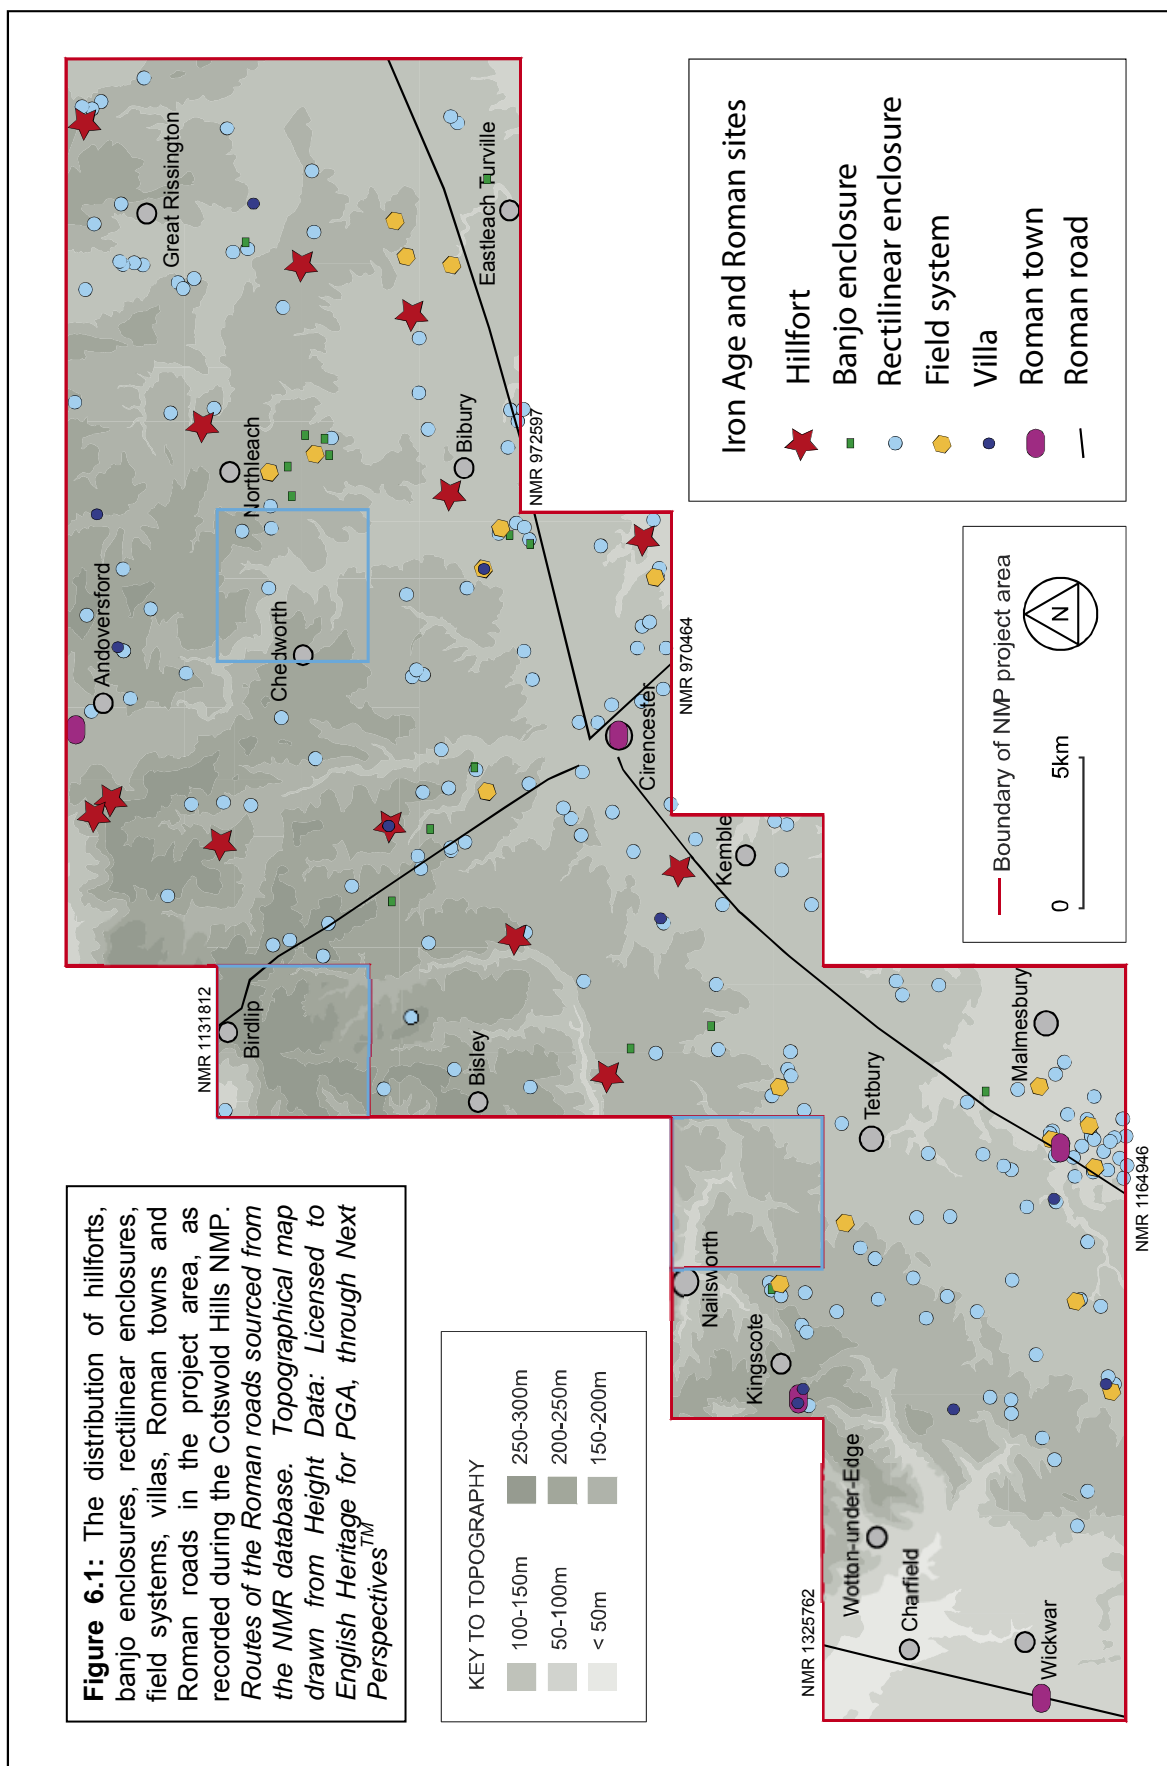 Figure 6.1: The distribution of hillforts,
banjo enclosures, rectilinear enclosures,
field systems, villas, Roman towns and
Roman roads in the project area, as
recorded during the Cotswold Hills NMP.
Routes of the Roman roads sourced from
the NMR database. Topographical map
drawn from Height Data: Licensed to
English Heritage for PGA, through Next
Perspectives™
KEY TO TOPOGRAPHY
100-150m
50-100m
< 50m
250-300m
200-250m
150-200m
NMR 1131812
Birdlip
Andoversford
Great Rissington
Northleach
Chedworth
Bisley
Bibury
Eastleach Turville
NMR 972597
Cirencester
NMR 970464
Nailsworth
Kingscote
Kemble
Tetbury
NMR 1325762
Wotton-under-Edge
Charfield
Wickwar
Malmesbury
NMR 1164946
Boundary of NMP project area
0
5km
N
Iron Age and Roman sites
Hillfort
Banjo enclosure
Rectilinear enclosure
Field system
Villa
Roman town
Roman road